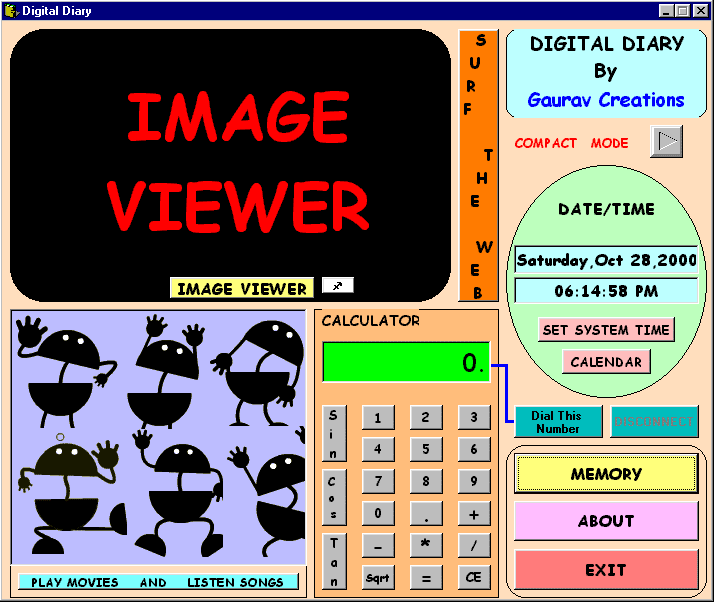 Digital Diary
IMAGE
VIEWER
IMAGE VIEWER
SURF THE WEB
DIGITAL DIARY
By
Gaurav Creations
COMPACT MODE
DATE/TIME
Saturday,Oct 28,2000
06:14:58 PM
SET SYSTEM TIME
CALENDAR
CALCULATOR
0.
Sin 1 2 3
4 5 6
Cos 7 8 9
0 . +
Tan - * /
Sqrt = CE
Dial This
Number
DISCONNECT
MEMORY
ABOUT
EXIT
PLAY MOVIES AND LISTEN SONGS